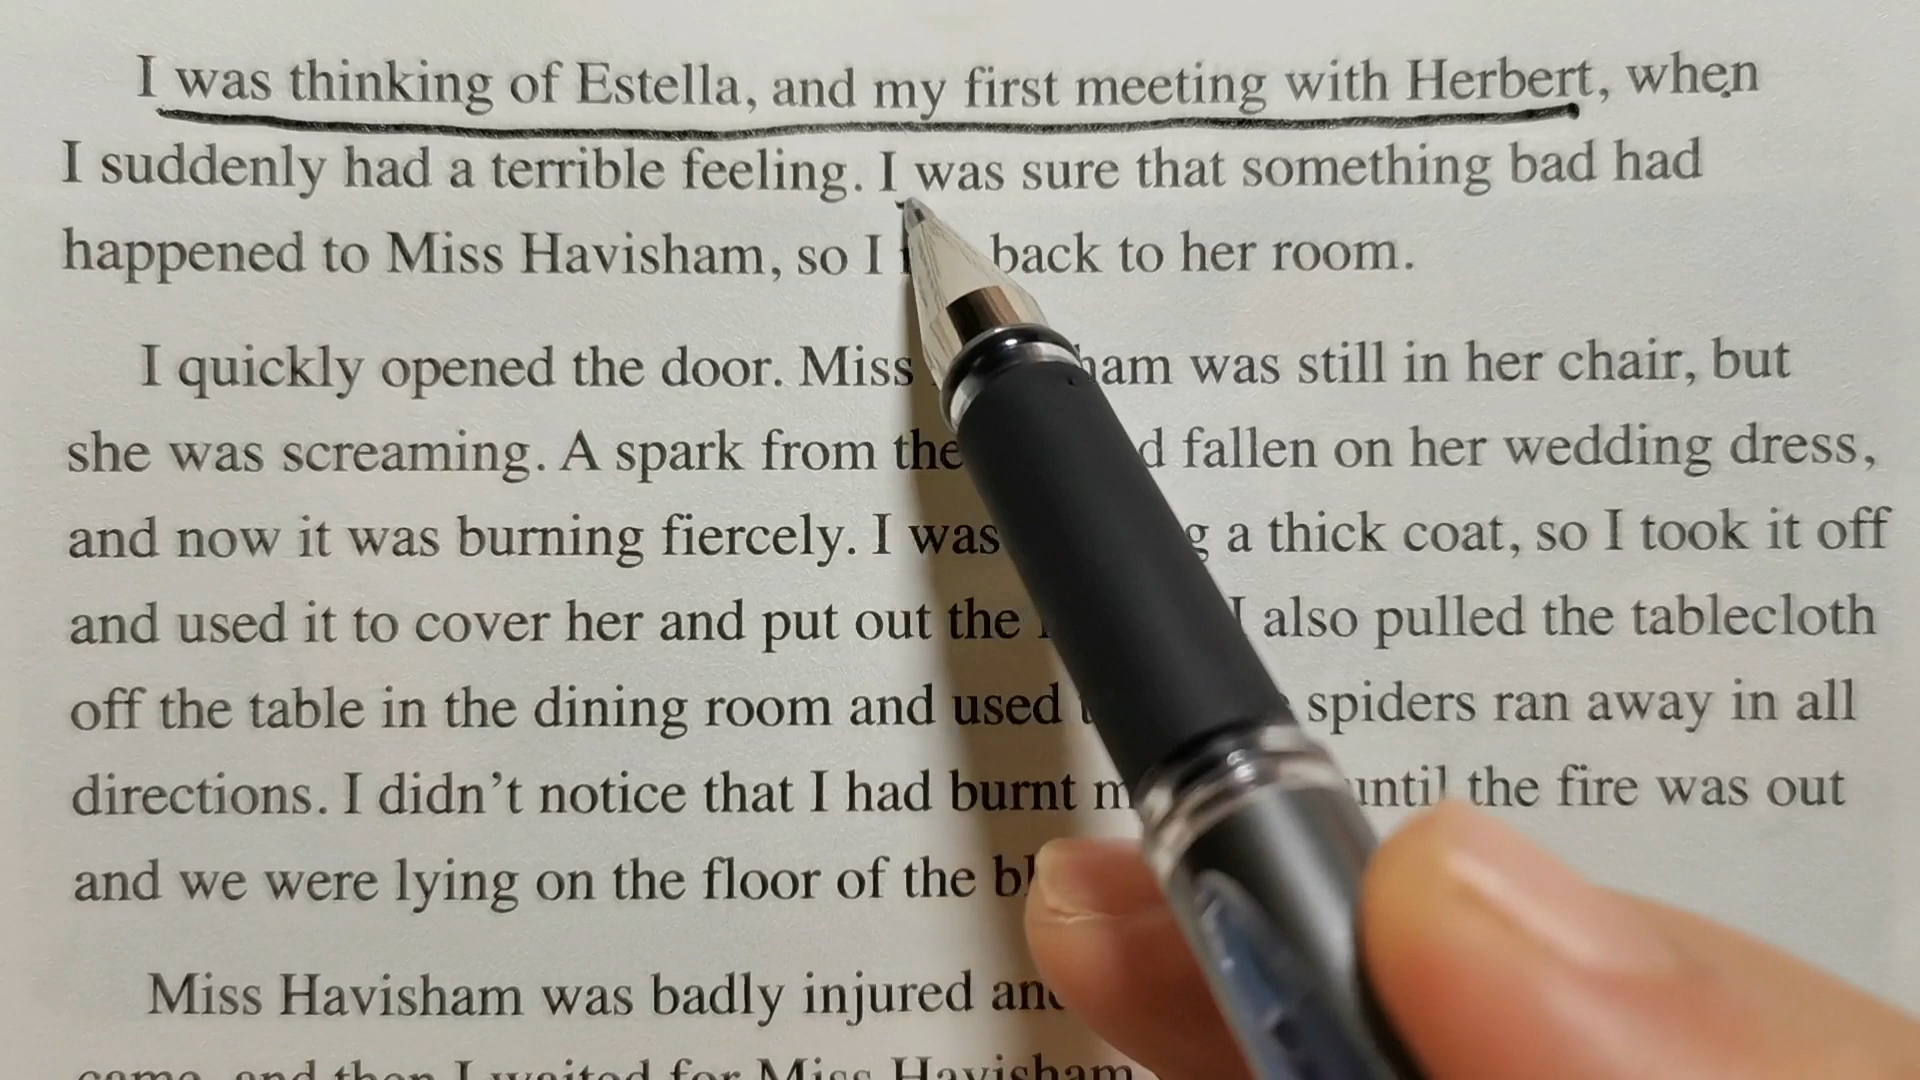 I was thinking of Estella, and my first meeting with Herbert, when
I suddenly had a terrible feeling. I was sure that something bad had
happened to Miss Havisham, so I back to her room.
I quickly opened the door. Miss was still in her chair, but
she was screaming. A spark from the fallen on her wedding dress,
and now it was burning fiercely. I was a thick coat, so I took it off
and used it to cover her and put out the I also pulled the tablecloth
off the table in the dining room and used spiders ran away in all
directions. I didn’t notice that I had burnt until the fire was out
and we were lying on the floor of the
Miss Havisham was badly injured
came, and then I waited for Miss Havisham